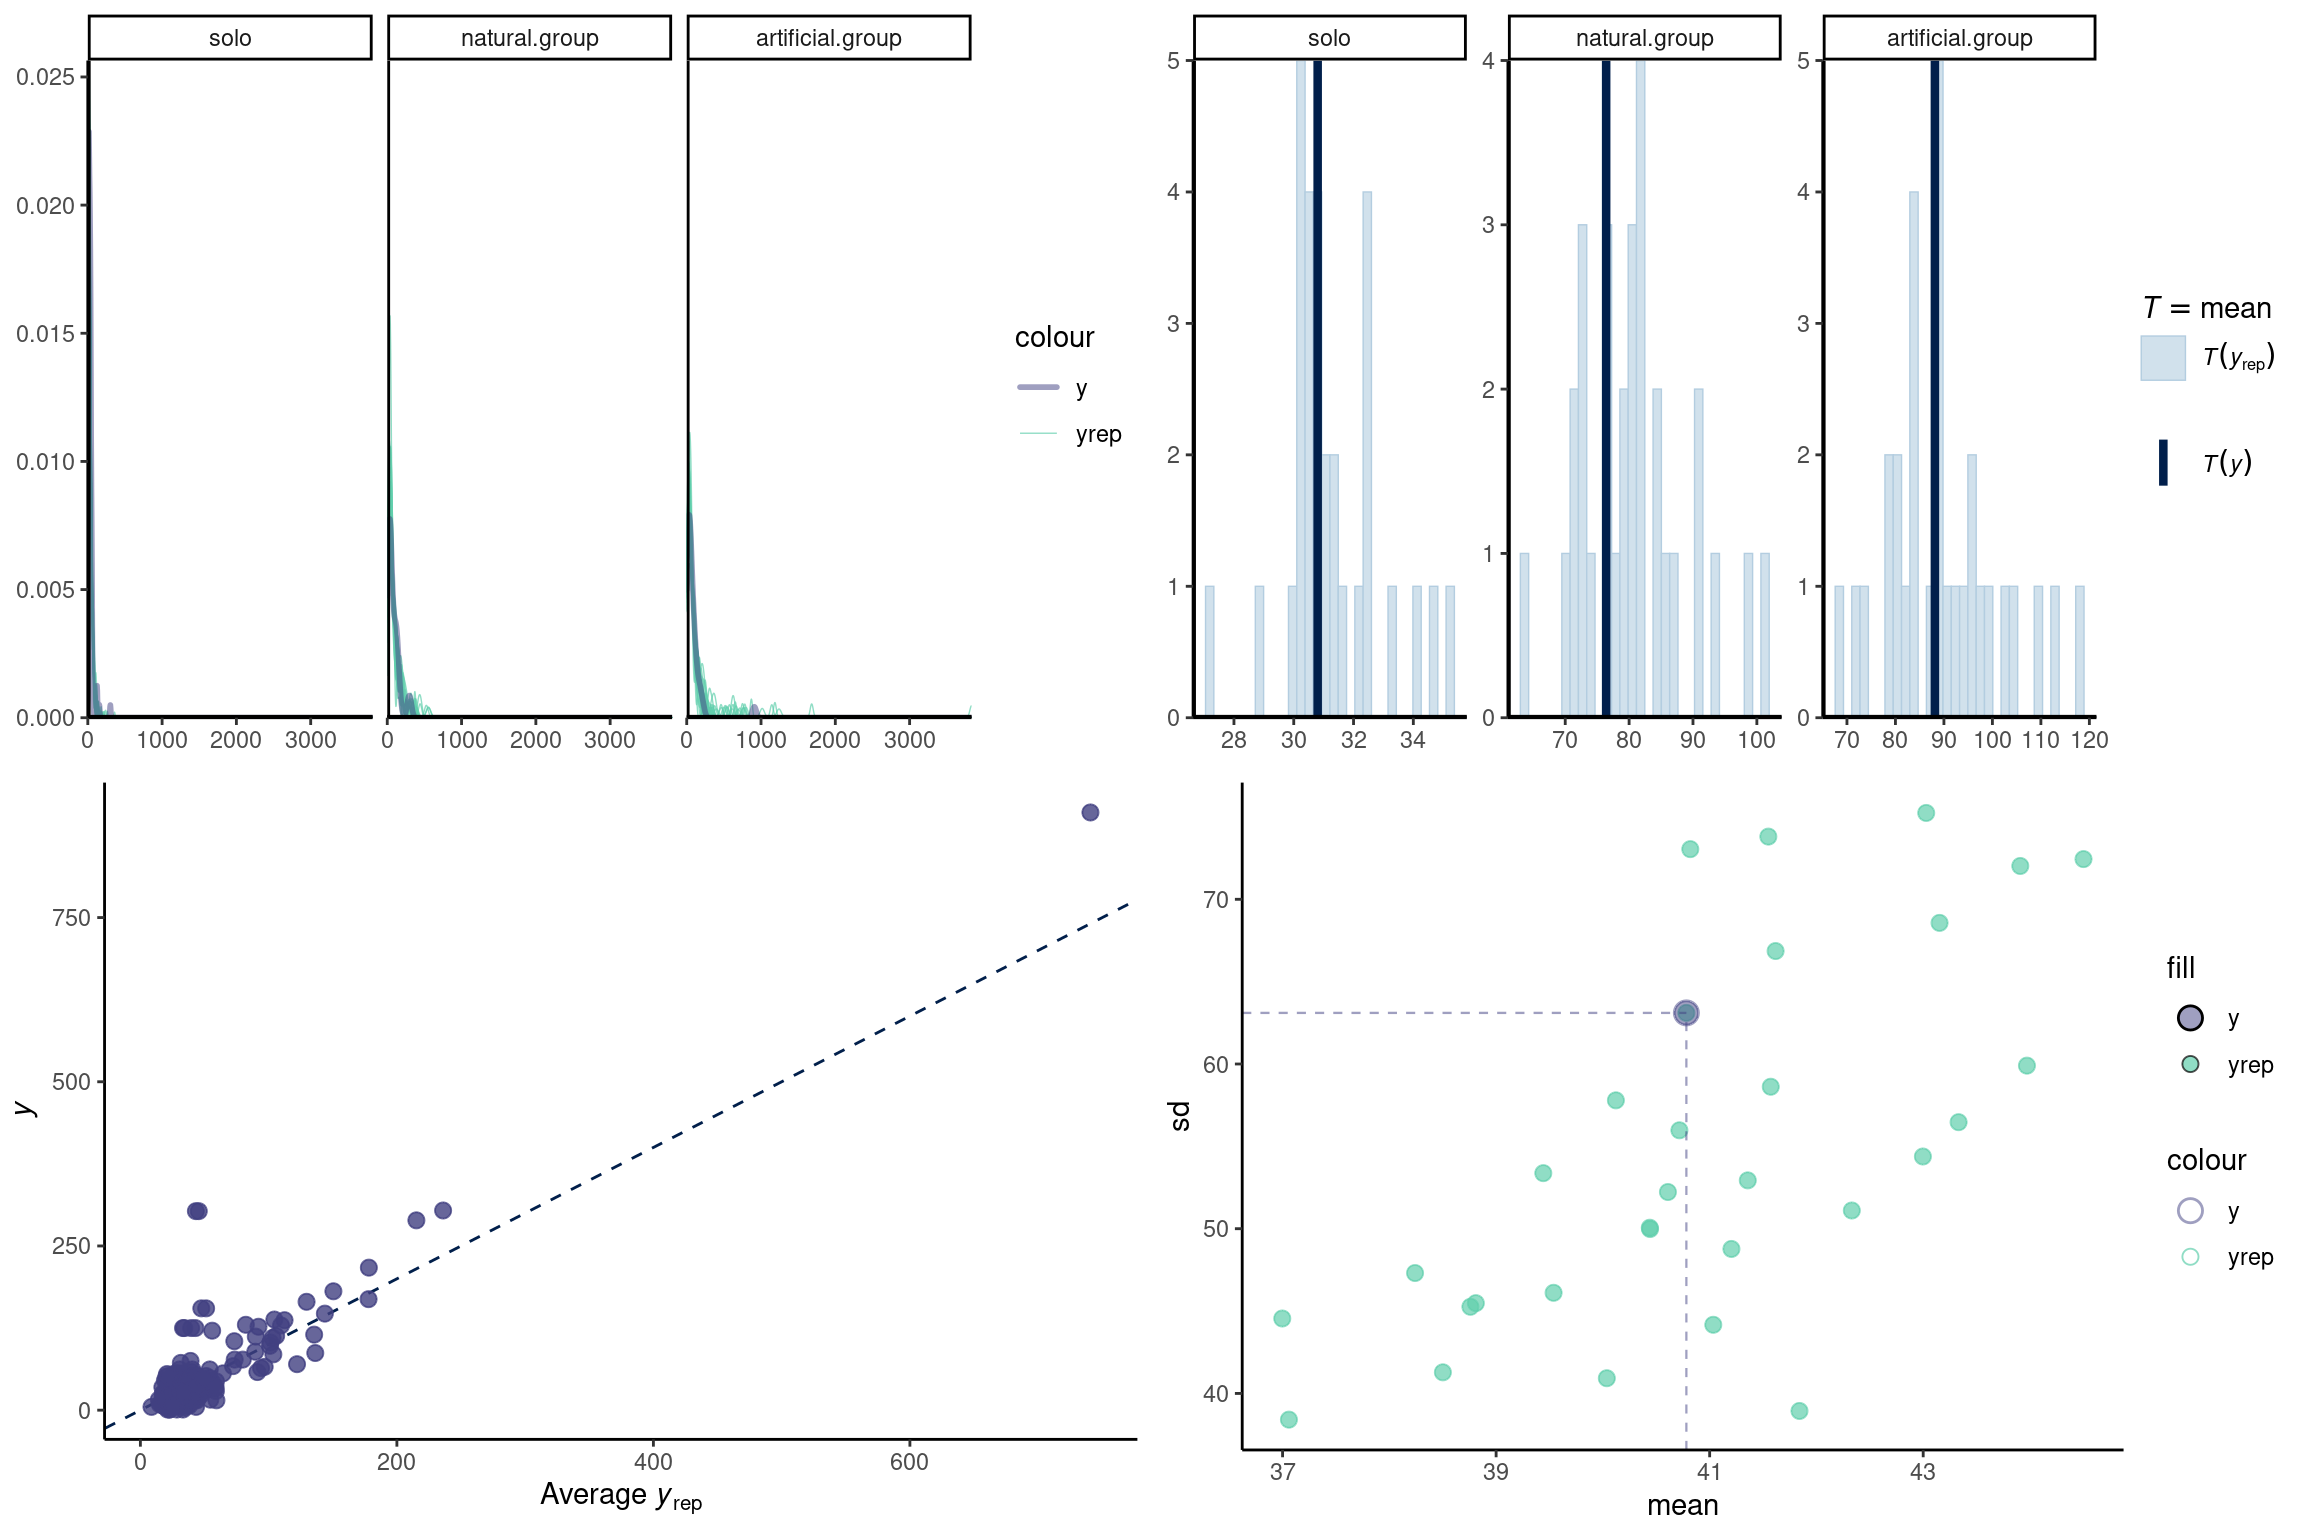 solo
natural.group
artificial.group
0.025
0.020
0.015
0.010
0.005
0.000
0 1000 2000 3000
0 1000 2000 3000
0 1000 2000 3000
colour
y
yrep
solo
natural.group
artificial.group
5
4
3
2
1
0
28 30 32 34
4
3
2
1
0
70 80 90 100
5
4
3
2
1
0
70 80 90 100 110 120
T = mean
T(yrep)
T(y)
y
750
500
250
0
0 200 400 600
Average yrep
sd
70
60
50
40
37 39 41 43
mean
fill
y
yrep
colour
y
yrep